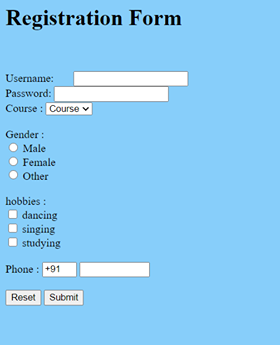 Registration Form
Username:
Password:
Course : Course
Gender :
Male
Female
Other
hobbies :
dancing
singing
studying
Phone : +91
Reset Submit